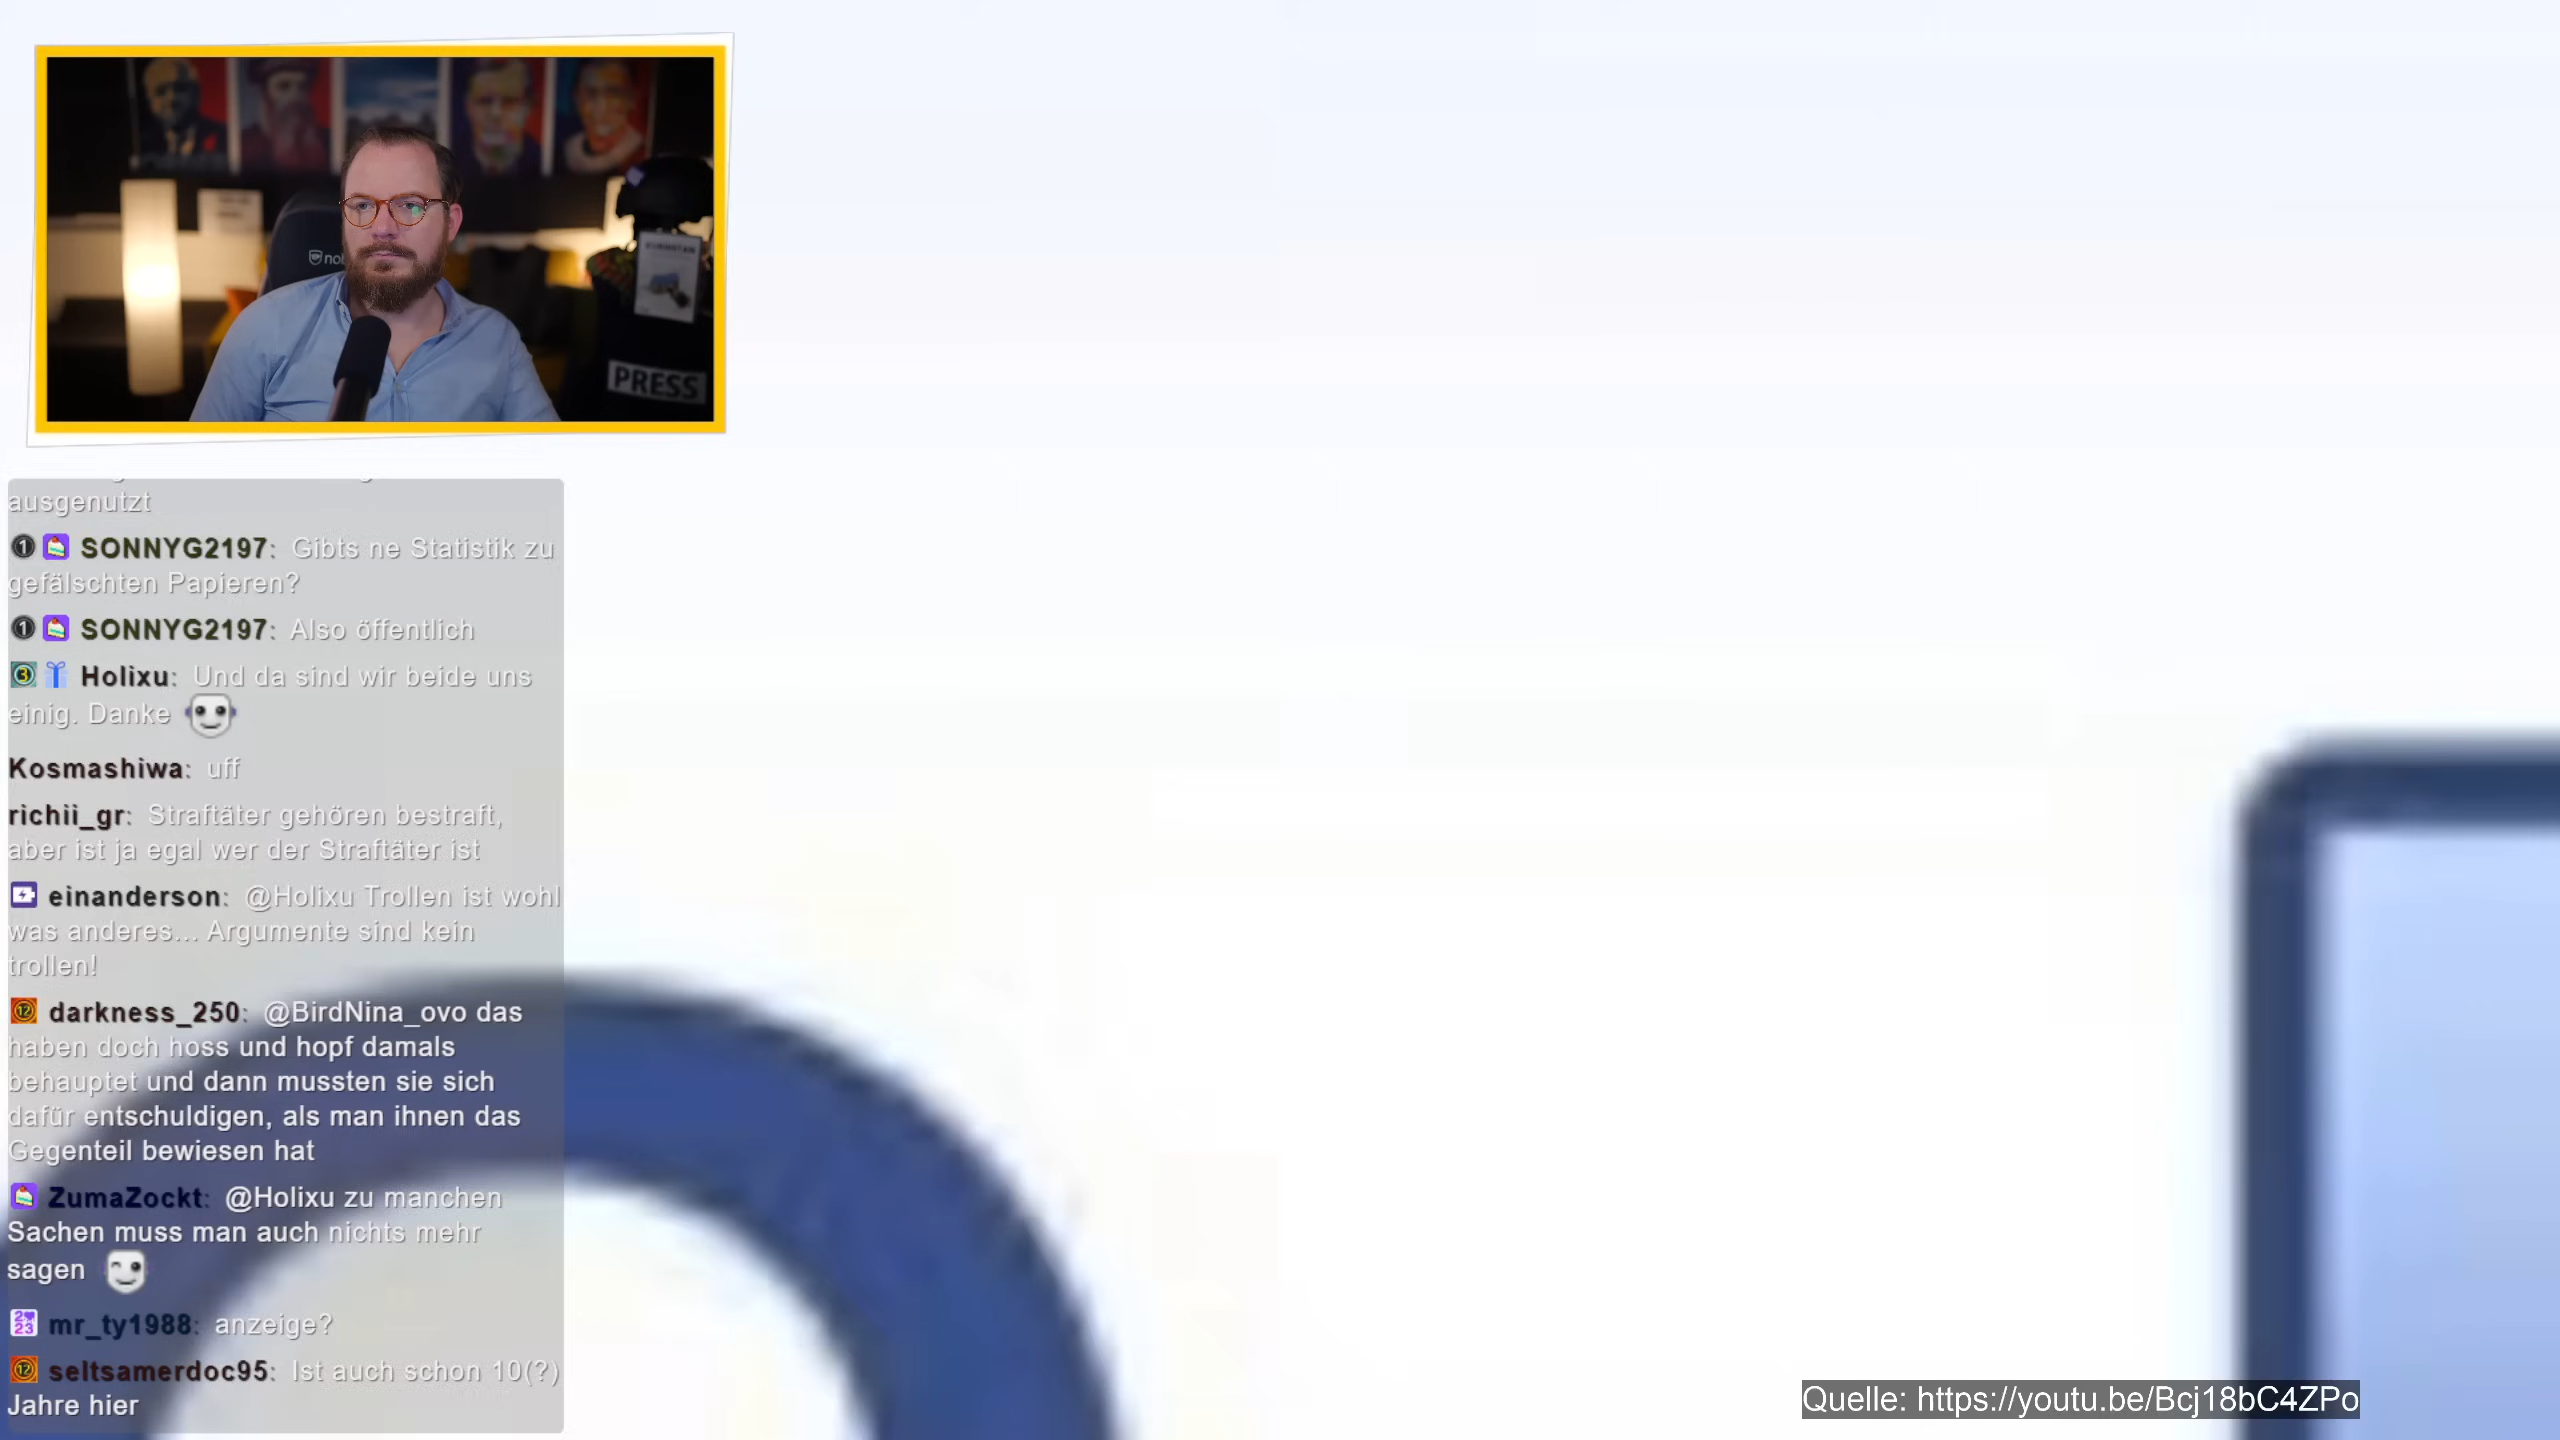 nob
PRESS
ausgenutzt
SONNYG2197: Gibts ne Statistik zu
gefälschten Papieren?
SONNYG2197: Also öffentlich
Holixu: Und da sind wir beide uns
einig. Danke
Kosmashiwa: uff
richii_gr: Straftäter gehören bestraft,
aber ist ja egal wer der Straftäter ist
einanderson: @Holixu Trollen ist wohl
was anderes... Argumente sind kein
trollen!
darkness_250: @BirdNina_ovo das
haben doch hoss und hopf damals
behauptet und dann mussten sie sich
dafür entschuldigen, als man ihnen das
Gegenteil bewiesen hat
ZumaZockt: @Holixu zu manchen
Sachen muss man auch nichts mehr
sagen
mr_ty1988: anzeige?
seltsamerdoc95: Ist auch schon 10(?)
Jahre hier
Quelle: https://youtu.be/Bcj18bC4ZPo